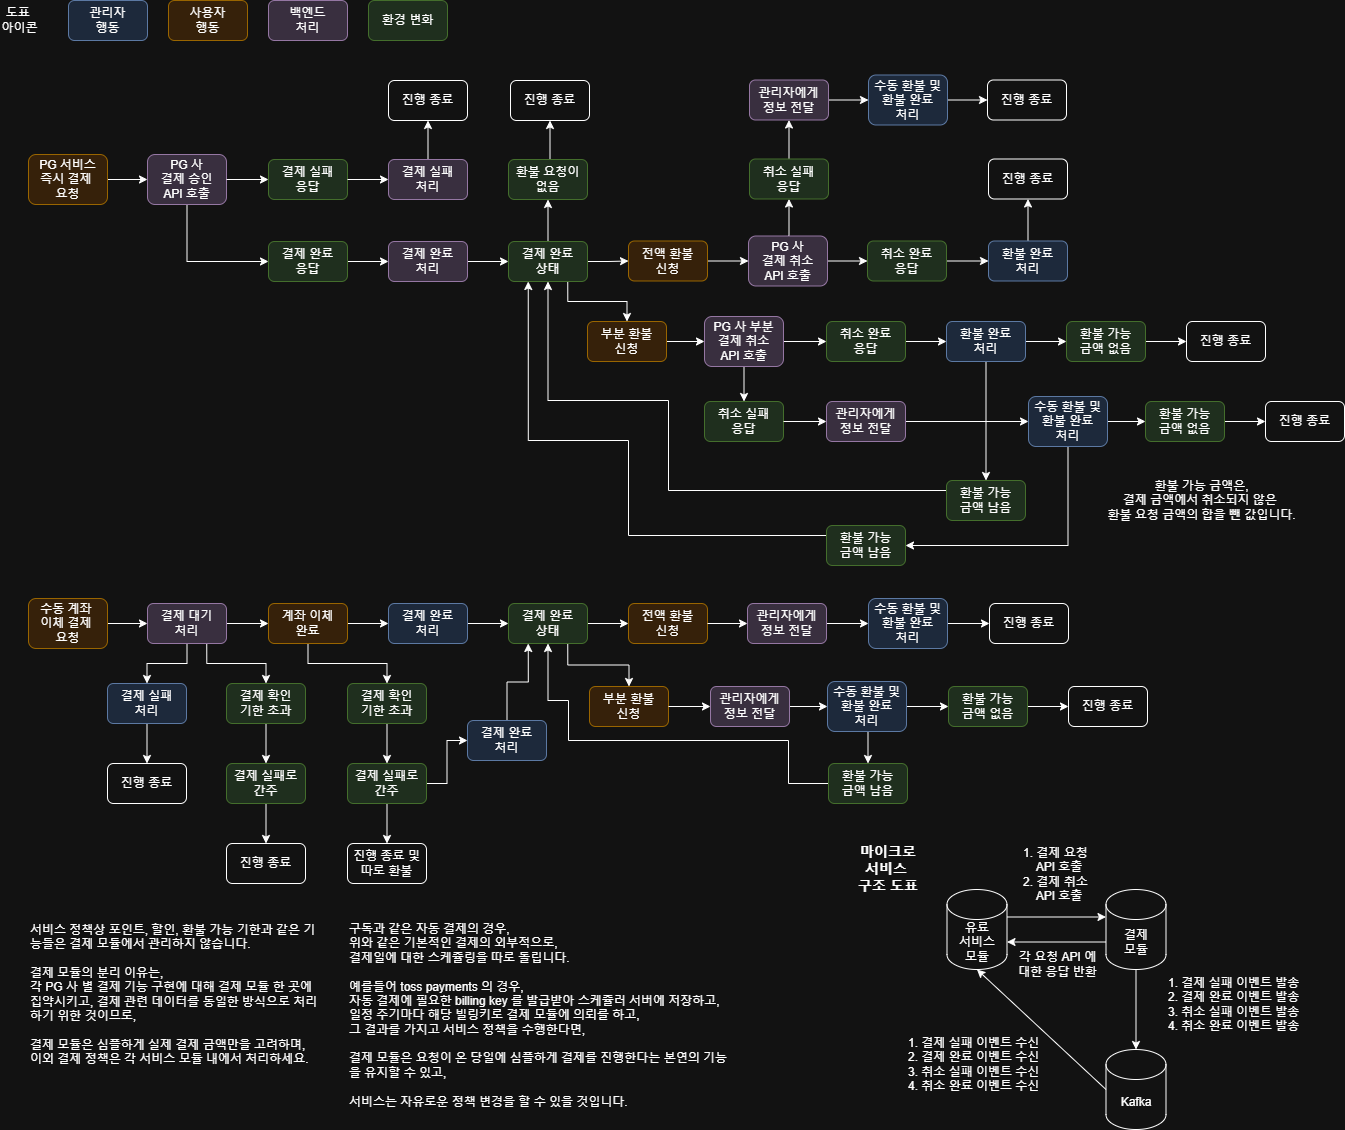 도표
아이콘
관리자
행동
사용자
행동
백엔드
처리
환경 변화
진행 종료
진행 종료
관리자에게
정보 전달
수동 환불 및
환불 완료
처리
진행 종료
PG 서비스
즉시 결제
요청
PG 사
결제 승인
API 호출
결제 실패
응답
결제 실패
처리
환불 요청이
없음
취소 실패
응답
진행 종료
결제 완료
응답
결제 완료
처리
결제 완료
상태
전액 환불
신청
PG 사
결제 취소
API 호출
취소 완료
응답
환불 완료
처리
부분 환불
신청
PG 사 부분
결제 취소
API 호출
취소 완료
응답
환불 완료
처리
환불 가능
금액 없음
진행 종료
취소 실패
응답
관리자에게
정보 전달
수동 환불 및
환불 완료
처리
환불 가능
금액 없음
진행 종료
환불 가능
금액 남음
환불 가능 금액은,
결제 금액에서 취소되지 않은
환불 요청 금액의 합을 뺀 값입니다.
환불 가능
금액 남음
수동 계좌
이체 결제
요청
결제 대기
처리
계좌 이체
완료
결제 완료
처리
결제 완료
상태
전액 환불
신청
관리자에게
정보 전달
수동 환불 및
환불 완료
처리
진행 종료
결제 실패
처리
결제 확인
기한 초과
결제 확인
기한 초과
결제 완료
처리
부분 환불
신청
관리자에게
정보 전달
수동 환불 및
환불 완료
처리
환불 가능
금액 없음
진행 종료
진행 종료
결제 실패로
간주
결제 실패로
간주
환불 가능
금액 남음
진행 종료
진행 종료 및
따로 환불
마이크로
서비스
구조 도표
1. 결제 요청
API 호출
2. 결제 취소
API 호출
유료
서비스
모듈
결제
모듈
각 요청 API 에
대한 응답 반환
1. 결제 실패 이벤트 발송
2. 결제 완료 이벤트 발송
3. 취소 실패 이벤트 발송
4. 취소 완료 이벤트 발송
1. 결제 실패 이벤트 수신
2. 결제 완료 이벤트 수신
3. 취소 실패 이벤트 수신
4. 취소 완료 이벤트 수신
Kafka
서비스 정책상 포인트, 할인, 환불 가능 기한과 같은 기
능들은 결제 모듈에서 관리하지 않습니다.
결제 모듈의 분리 이유는,
각 PG 사 별 결제 기능 구현에 대해 결제 모듈 한 곳에
집약시키고, 결제 관련 데이터를 동일한 방식으로 처리
하기 위한 것이므로,
결제 모듈은 심플하게 실제 결제 금액만을 고려하며,
이외 결제 정책은 각 서비스 모듈 내에서 처리하세요.
구독과 같은 자동 결제의 경우,
위와 같은 기본적인 결제의 외부적으로,
결제일에 대한 스케쥴링을 따로 돌립니다.
예를들어 toss payments 의 경우,
자동 결제에 필요한 billing key 를 발급받아 스케쥴러 서버에 저장하고,
일정 주기마다 해당 빌링키로 결제 모듈에 의뢰를 하고,
그 결과를 가지고 서비스 정책을 수행한다면,
결제 모듈은 요청이 온 당일에 심플하게 결제를 진행한다는 본연의 기능
을 유지할 수 있고,
서비스는 자유로운 정책 변경을 할 수 있을 것입니다.